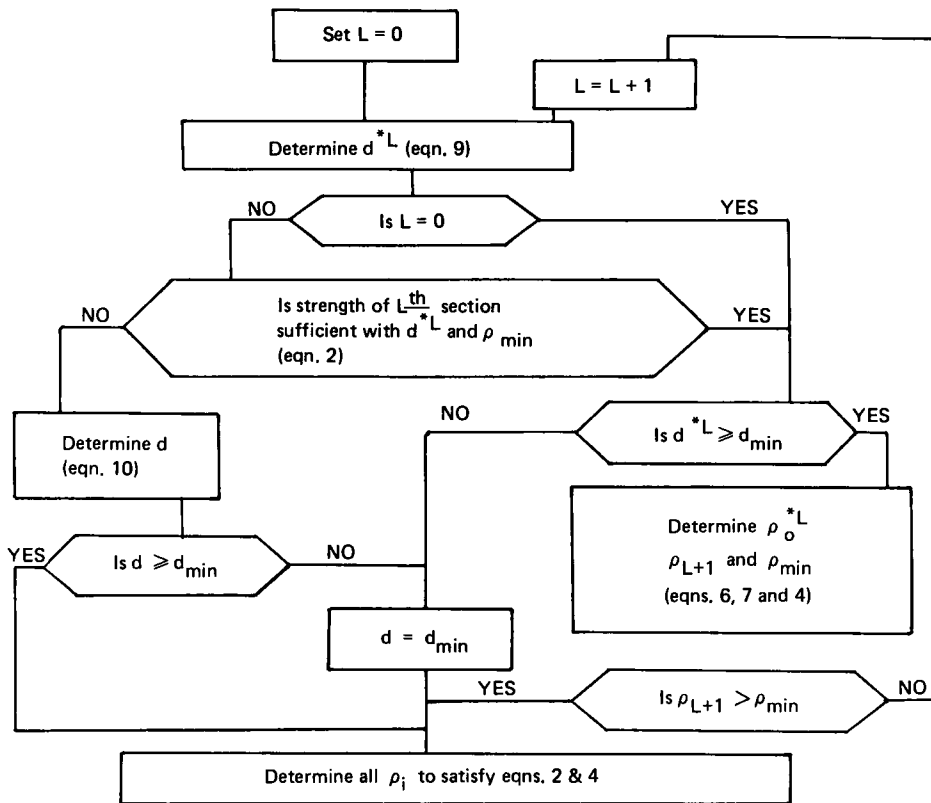 Set L = 0
L = L + 1
Determine d*L (eqn. 9)
NO
Is L = 0
YES
NO
Is strength of Lth section
sufficient with d*L and ρmin
(eqn. 2)
YES
Determine d
(eqn. 10)
NO
Is d*L ⩾ dmin
YES
YES
Is d ⩾ dmin
NO
Determine ρo*L
ρL+1 and ρmin
(eqns. 6, 7 and 4)
d = dmin
YES
Is ρL+1 > ρmin
NO
Determine all ρi to satisfy eqns. 2 & 4